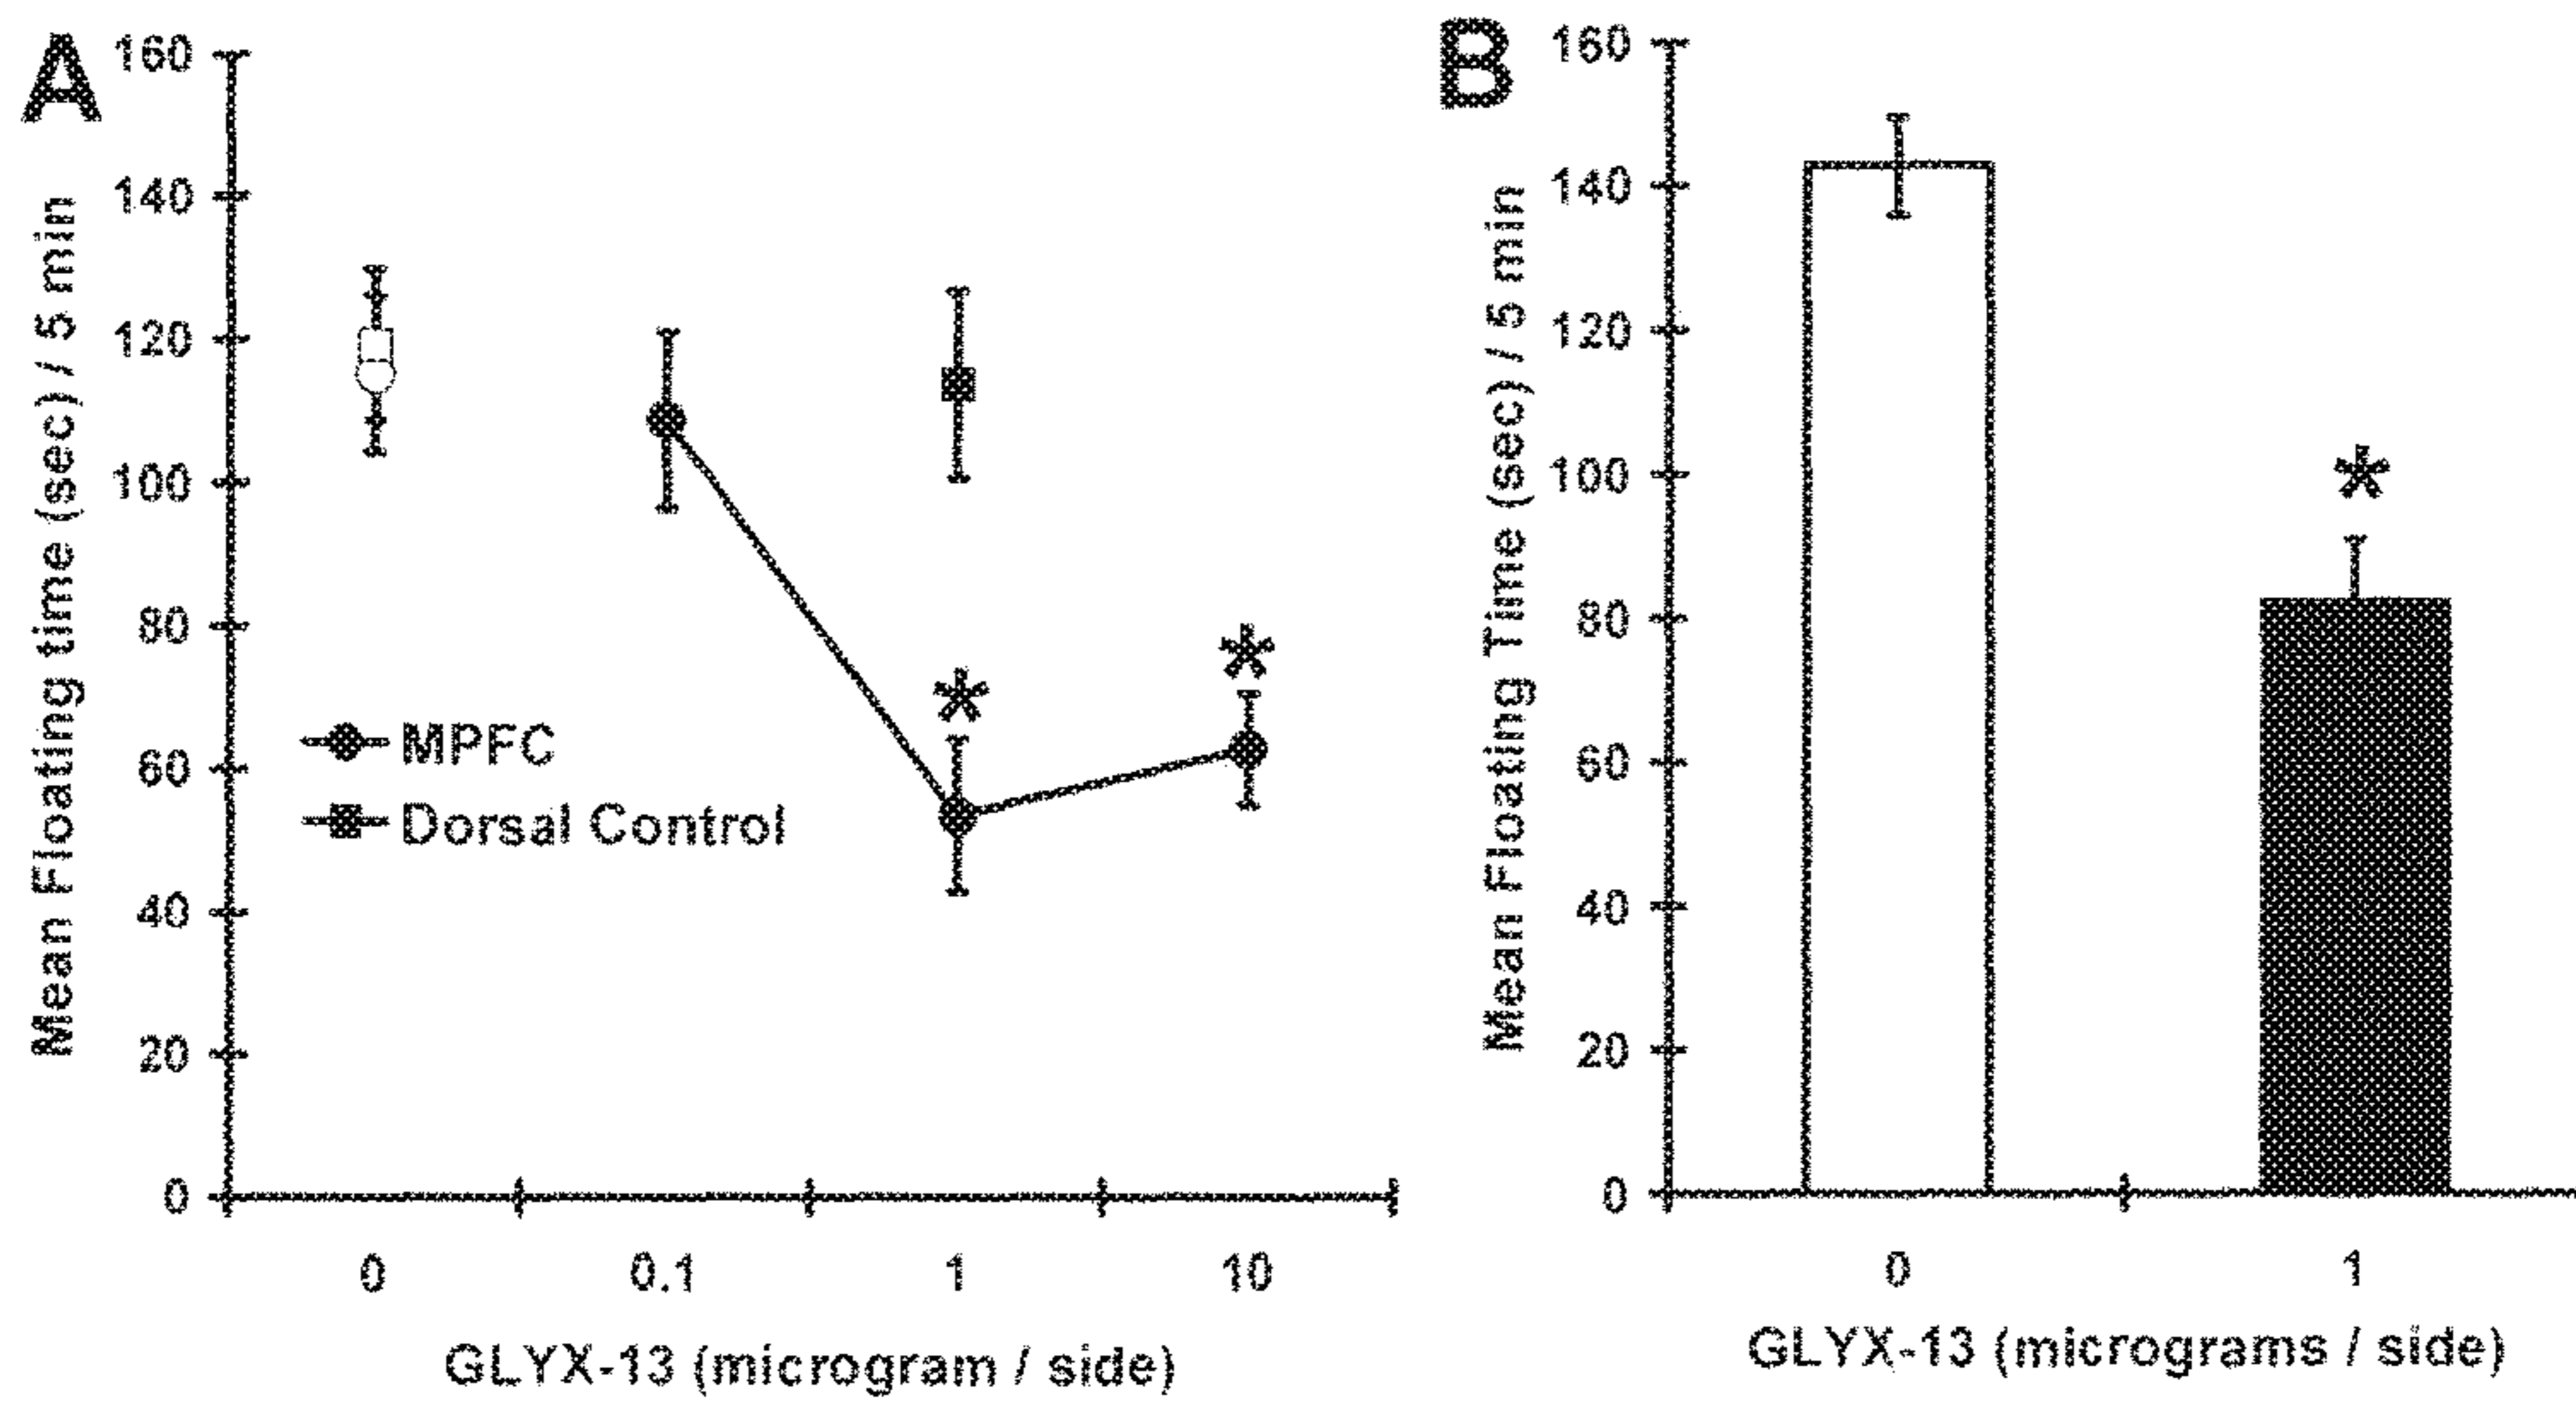 A
160
140
120
100
80
60
40
20
0
Mean Floating time (sec) / 5 min
MPFC
Dorsal Control
*
*
0 0.1 1 10
GLYX-13 (microgram / side)
B
160
140
120
100
80
60
40
20
0
Mean Floating Time (sec) / 5 min
*
0 1
GLYX-13 (micrograms / side)